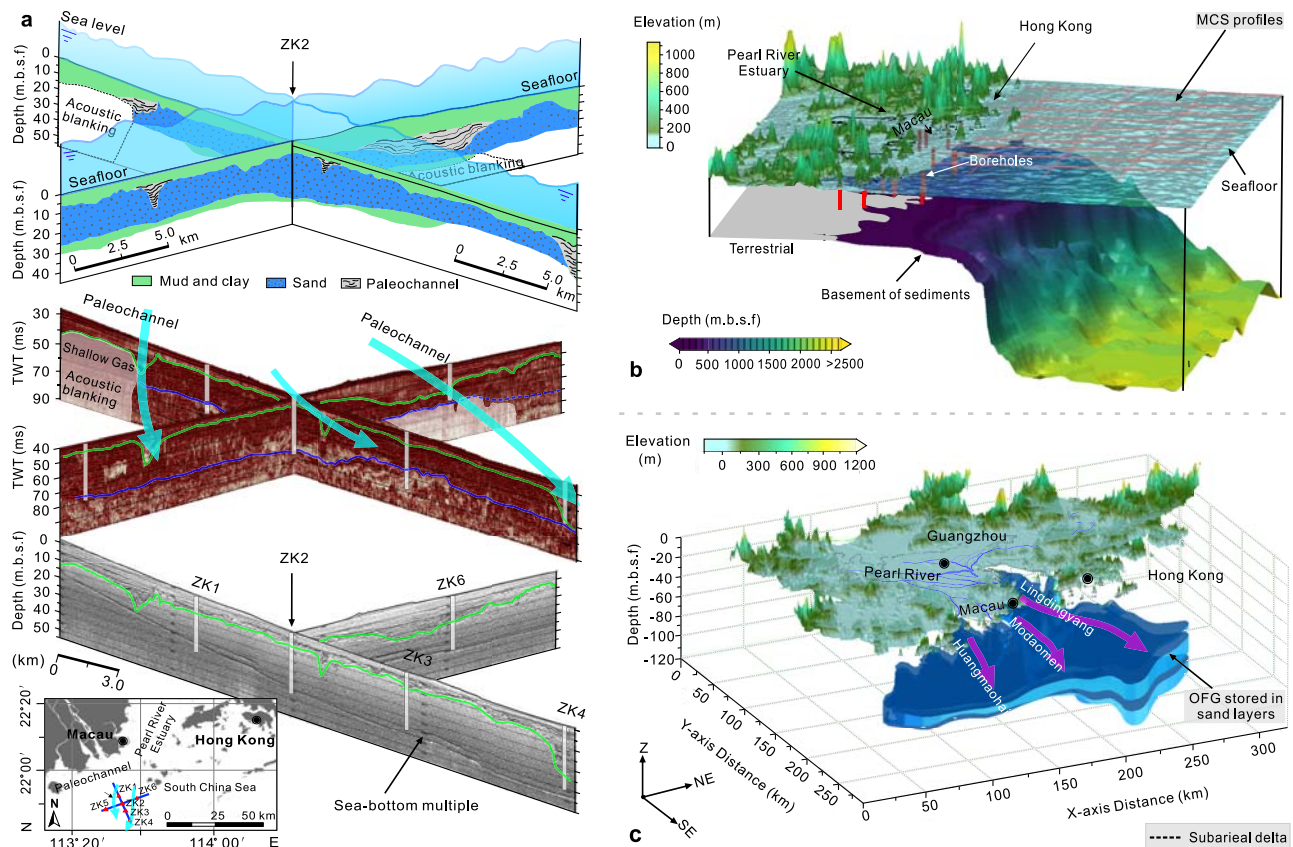 a
Sea level
ZK2
Depth (m.b.s.f)
0
10
20
30
40
50
Acoustic
blanking
Seafloor
Acoustic blanking
Seafloor
Depth (m.b.s.f)
0
10
20
30
40
0
2.5
5.0
km
0
2.5
5.0
km
Mud and clay
Sand
Paleochannel
Paleochannel
Paleochannel
TWT (ms)
30
50
70
90
Shallow Gas
Acoustic
blanking
TWT (ms)
40
50
60
70
80
Depth (m.b.s.f)
0
10
20
30
40
50
ZK1
ZK2
ZK6
ZK3
ZK4
(km)
0
3.0
Sea-bottom multiple
22°20′
22°00′
N
Macau
Pearl River
Estuary
Hong Kong
Paleochannel
South China Sea
ZK1
ZK6
ZK5
ZK2
ZK3
ZK4
N
0
25
50 km
113°20′
114°00′
E
Elevation (m)
1000
800
600
400
200
0
Pearl River
Estuary
Hong Kong
MCS profiles
Macau
Boreholes
Seafloor
Terrestrial
Basement of sediments
Depth (m.b.s.f)
0 500 1000 1500 2000 >2500
b
Elevation
(m)
0 300 600 900 1200
Depth (m.b.s.f)
0
-20
-40
-60
-80
-100
-120
Guangzhou
Pearl River
Hong Kong
Macau
Lingdingyang
Modaomen
Huangmaohai
OFG stored in
sand layers
0
50
100
150
200
250
Y-axis Distance (km)
0
50
100
150
200
250
300
X-axis Distance (km)
Z
NE
SE
c
Subarieal delta